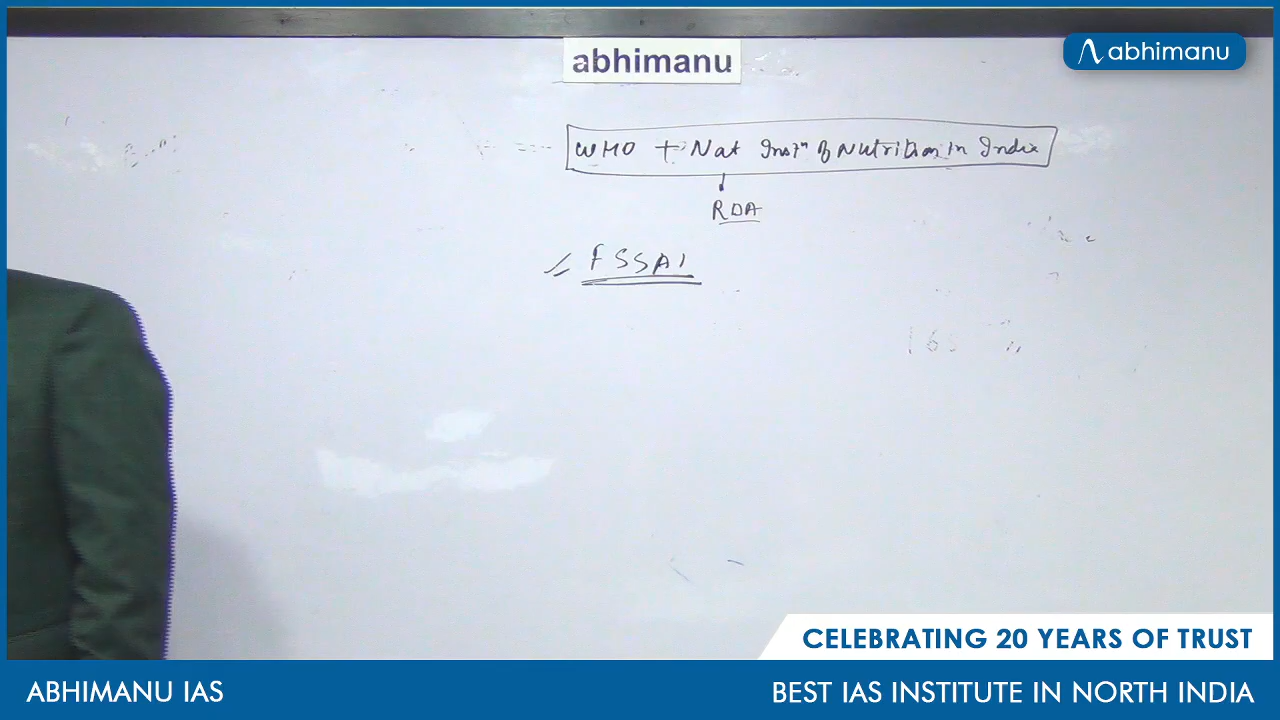 abhimanu
abhimanu
WHO + Nat Instn of Nutrition in India
RDA
FSSAI
CELEBRATING 20 YEARS OF TRUST
ABHIMANU IAS
BEST IAS INSTITUTE IN NORTH INDIA